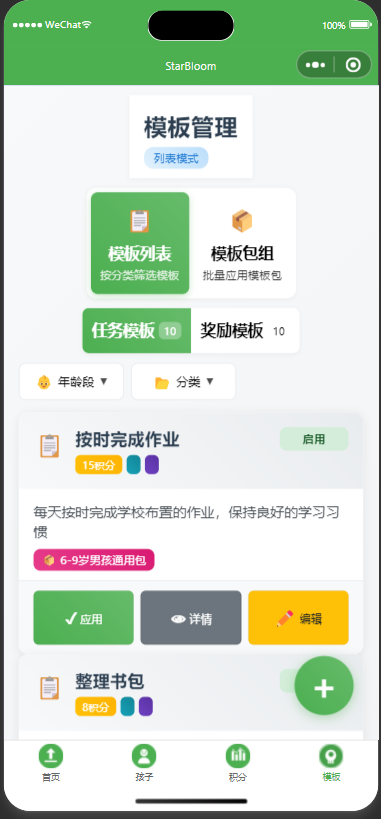 WeChat 100%
StarBloom
模板管理
列表模式
模板列表 模板包组
按分类筛选模板 批量应用模板包
任务模板 10 奖励模板 10
年龄段 ▼ 分类 ▼
按时完成作业 启用
15积分
每天按时完成学校布置的作业，保持良好的学习习
惯
6-9岁男孩通用包
✓应用 详情 编辑
整理书包
8积分
+
首页 孩子 积分 模板